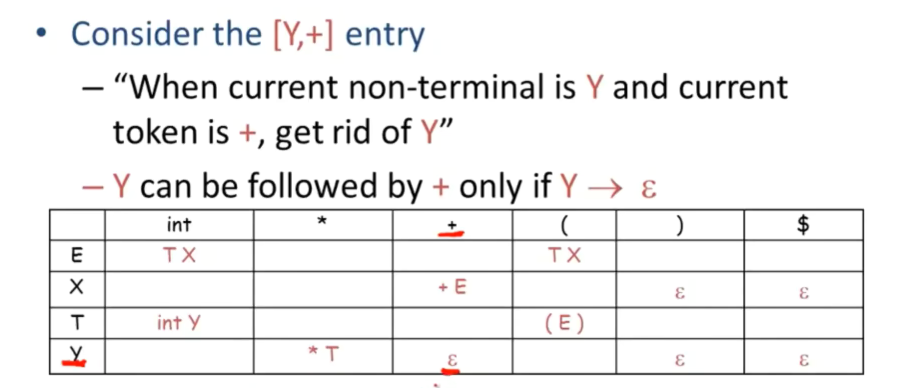 • Consider the [Y,+] entry
– “When current non-terminal is Y and current
token is +, get rid of Y”
– Y can be followed by + only if Y → ε
int * + ( ) $
E T X T X
X + E ε ε
T int Y ( E )
Y * T ε ε ε